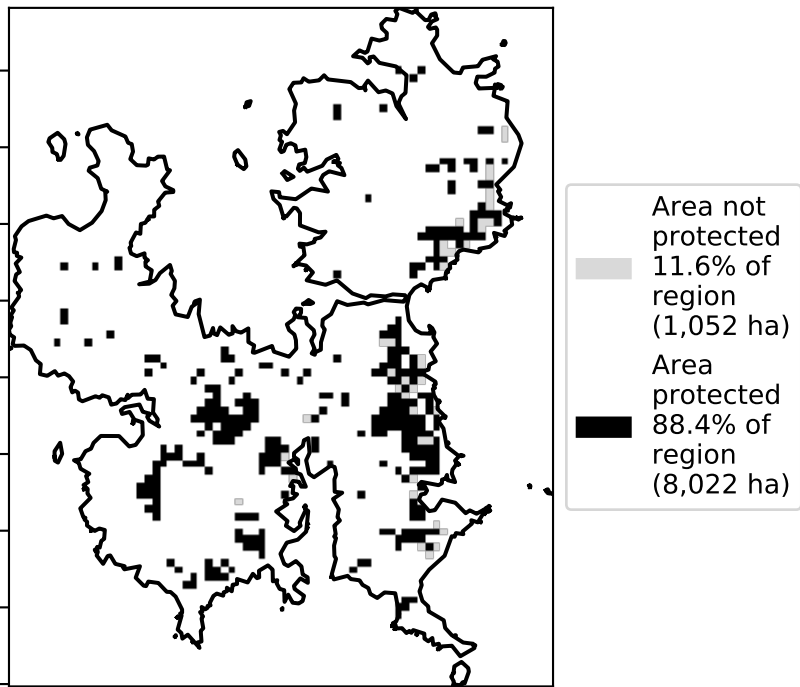 Area not
protected
11.6% of
region
(1,052 ha)
Area
protected
88.4% of
region
(8,022 ha)